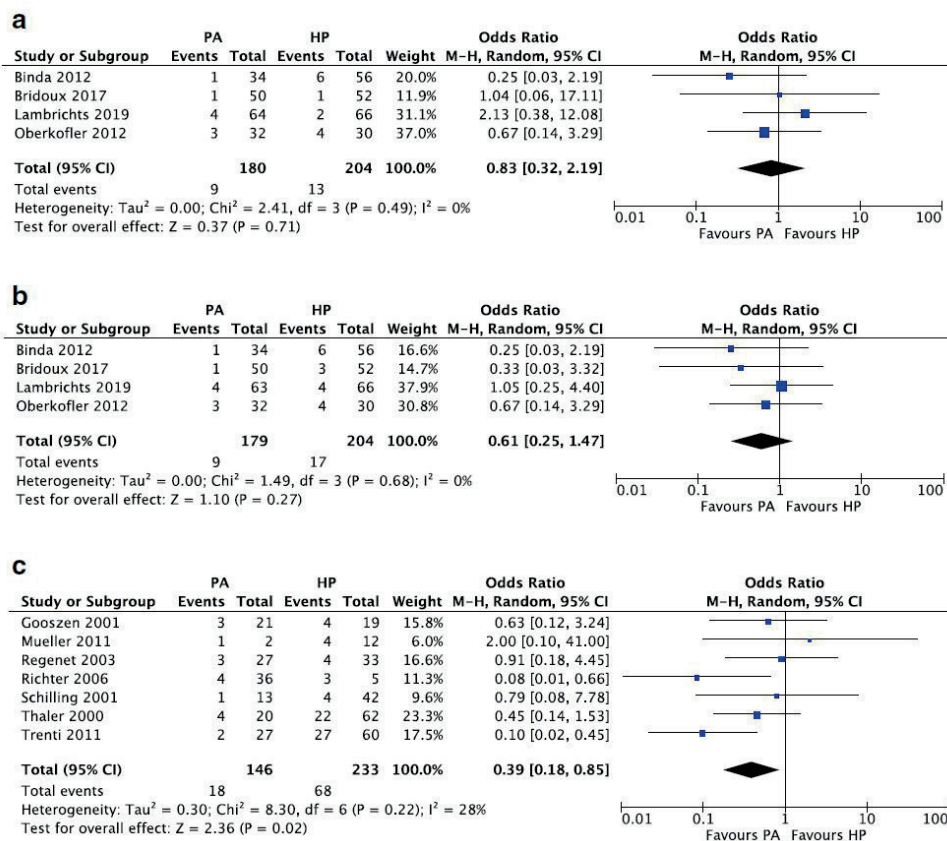 a
PA HP Odds Ratio Odds Ratio
Study or Subgroup Events Total Events Total Weight M-H, Random, 95% CI M-H, Random, 95% CI
Binda 2012 1 34 6 56 20.0% 0.25 [0.03, 2.19]
Bridoux 2017 1 50 1 52 11.9% 1.04 [0.06, 17.11]
Lambrichts 2019 4 64 2 66 31.1% 2.13 [0.38, 12.08]
Oberkofler 2012 3 32 4 30 37.0% 0.67 [0.14, 3.29]
Total (95% CI) 180 204 100.0% 0.83 [0.32, 2.19]
Total events 9 13
Heterogeneity: Tau² = 0.00; Chi² = 2.41, df = 3 (P = 0.49); I² = 0%
Test for overall effect: Z = 0.37 (P = 0.71)
0.01 0.1 1 10 100
Favours PA Favours HP
b
PA HP Odds Ratio Odds Ratio
Study or Subgroup Events Total Events Total Weight M-H, Random, 95% CI M-H, Random, 95% CI
Binda 2012 1 34 6 56 16.6% 0.25 [0.03, 2.19]
Bridoux 2017 1 50 3 52 14.7% 0.33 [0.03, 3.32]
Lambrichts 2019 4 63 4 66 37.9% 1.05 [0.25, 4.40]
Oberkofler 2012 3 32 4 30 30.8% 0.67 [0.14, 3.29]
Total (95% CI) 179 204 100.0% 0.61 [0.25, 1.47]
Total events 9 17
Heterogeneity: Tau² = 0.00; Chi² = 1.49, df = 3 (P = 0.68); I² = 0%
Test for overall effect: Z = 1.10 (P = 0.27)
0.01 0.1 1 10 100
Favours PA Favours HP
c
PA HP Odds Ratio Odds Ratio
Study or Subgroup Events Total Events Total Weight M-H, Random, 95% CI M-H, Random, 95% CI
Gooszen 2001 3 21 4 19 15.8% 0.63 [0.12, 3.24]
Mueller 2011 1 2 4 12 6.0% 2.00 [0.10, 41.00]
Regenet 2003 3 27 4 33 16.6% 0.91 [0.18, 4.45]
Richter 2006 4 36 3 5 11.3% 0.08 [0.01, 0.66]
Schilling 2001 1 13 4 42 9.6% 0.79 [0.08, 7.78]
Thaler 2000 4 20 22 62 23.3% 0.45 [0.14, 1.53]
Trenti 2011 2 27 27 60 17.5% 0.10 [0.02, 0.45]
Total (95% CI) 146 233 100.0% 0.39 [0.18, 0.85]
Total events 18 68
Heterogeneity: Tau² = 0.30; Chi² = 8.30, df = 6 (P = 0.22); I² = 28%
Test for overall effect: Z = 2.36 (P = 0.02)
0.01 0.1 1 10 100
Favours PA Favours HP